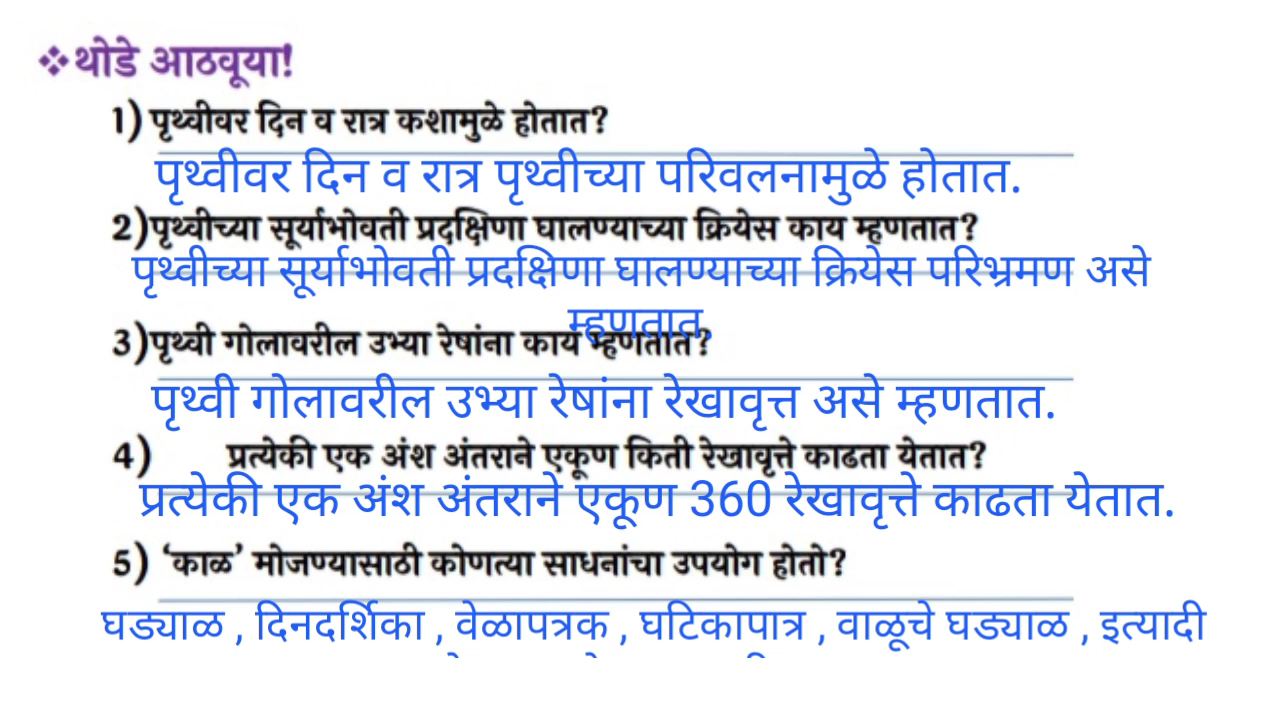 ❖थोडे आठवूया!
1) पृथ्वीवर दिन व रात्र कशामुळे होतात?
पृथ्वीवर दिन व रात्र पृथ्वीच्या परिवलनामुळे होतात.
2)पृथ्वीच्या सूर्याभोवती प्रदक्षिणा घालण्याच्या क्रियेस काय म्हणतात?
पृथ्वीच्या सूर्याभोवती प्रदक्षिणा घालण्याच्या क्रियेस परिभ्रमण असे
म्हणतात.
3)पृथ्वी गोलावरील उभ्या रेषांना काय म्हणतात?
पृथ्वी गोलावरील उभ्या रेषांना रेखावृत्त असे म्हणतात.
4) प्रत्येकी एक अंश अंतराने एकूण किती रेखावृत्ते काढता येतात?
प्रत्येकी एक अंश अंतराने एकूण 360 रेखावृत्ते काढता येतात.
5) ‘काळ’ मोजण्यासाठी कोणत्या साधनांचा उपयोग होतो?
घड्याळ , दिनदर्शिका , वेळापत्रक , घटिकापात्र , वाळूचे घड्याळ , इत्यादी